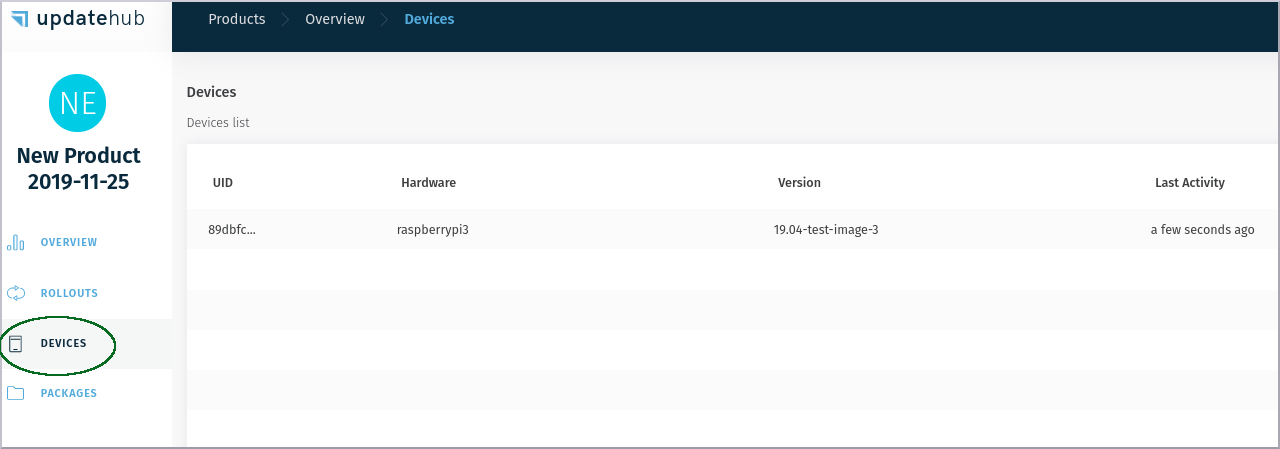 updatehub
Products Overview Devices
NE
New Product
2019-11-25
OVERVIEW
ROLLOUTS
DEVICES
PACKAGES
Devices
Devices list
UID Hardware Version Last Activity
89dbfc... raspberrypi3 19.04-test-image-3 a few seconds ago